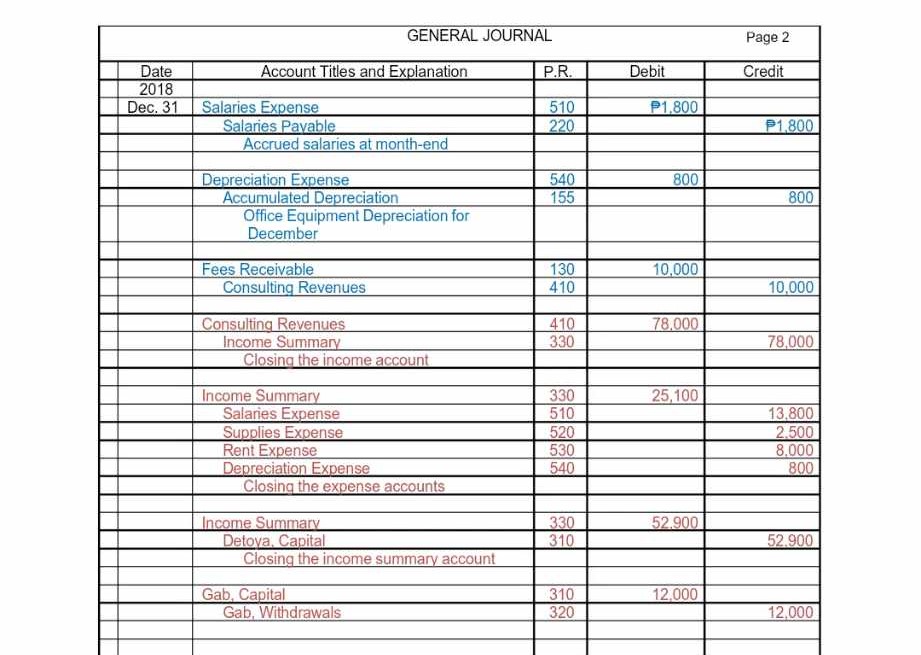 GENERAL JOURNAL Page 2
Date Account Titles and Explanation P.R. Debit Credit
2018
Dec. 31 Salaries Expense 510 ₱1,800
Salaries Payable 220 ₱1,800
Accrued salaries at month-end
Depreciation Expense 540 800
Accumulated Depreciation 155 800
Office Equipment Depreciation for
December
Fees Receivable 130 10,000
Consulting Revenues 410 10,000
Consulting Revenues 410 78,000
Income Summary 330 78,000
Closing the income account
Income Summary 330 25,100
Salaries Expense 510 13,800
Supplies Expense 520 2,500
Rent Expense 530 8,000
Depreciation Expense 540 800
Closing the expense accounts
Income Summary 330 52,900
Detoya, Capital 310 52,900
Closing the income summary account
Gab, Capital 310 12,000
Gab, Withdrawals 320 12,000